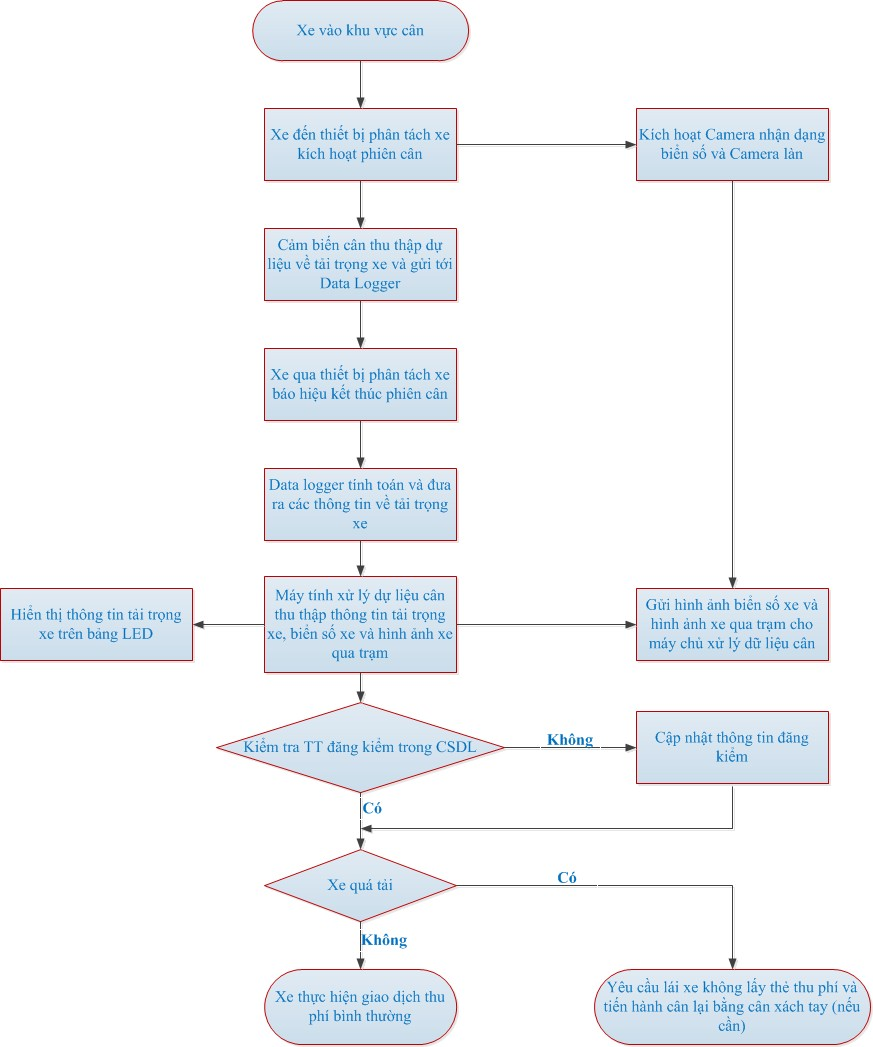 Xe vào khu vực cân
Xe đến thiết bị phân tách xe
kích hoạt phiên cân
Kích hoạt Camera nhận dạng
biển số và Camera làn
Cảm biến cân thu thập dự
liệu về tải trọng xe và gửi tới
Data Logger
Xe qua thiết bị phân tách xe
báo hiệu kết thúc phiên cân
Data logger tính toán và đưa
ra các thông tin về tải trọng
xe
Hiển thị thông tin tải trọng
xe trên bảng LED
Máy tính xử lý dự liệu cân
thu thập thông tin tải trọng
xe, biển số xe và hình ảnh xe
qua trạm
Gửi hình ảnh biển số xe và
hình ảnh xe qua trạm cho
máy chủ xử lý dữ liệu cân
Kiểm tra TT đăng kiểm trong CSDL
Không
Cập nhật thông tin đăng
kiểm
Có
Xe quá tải
Có
Không
Xe thực hiện giao dịch thu
phí bình thường
Yêu cầu lái xe không lấy thẻ thu phí và
tiến hành cân lại bằng cân xách tay (nếu
cần)